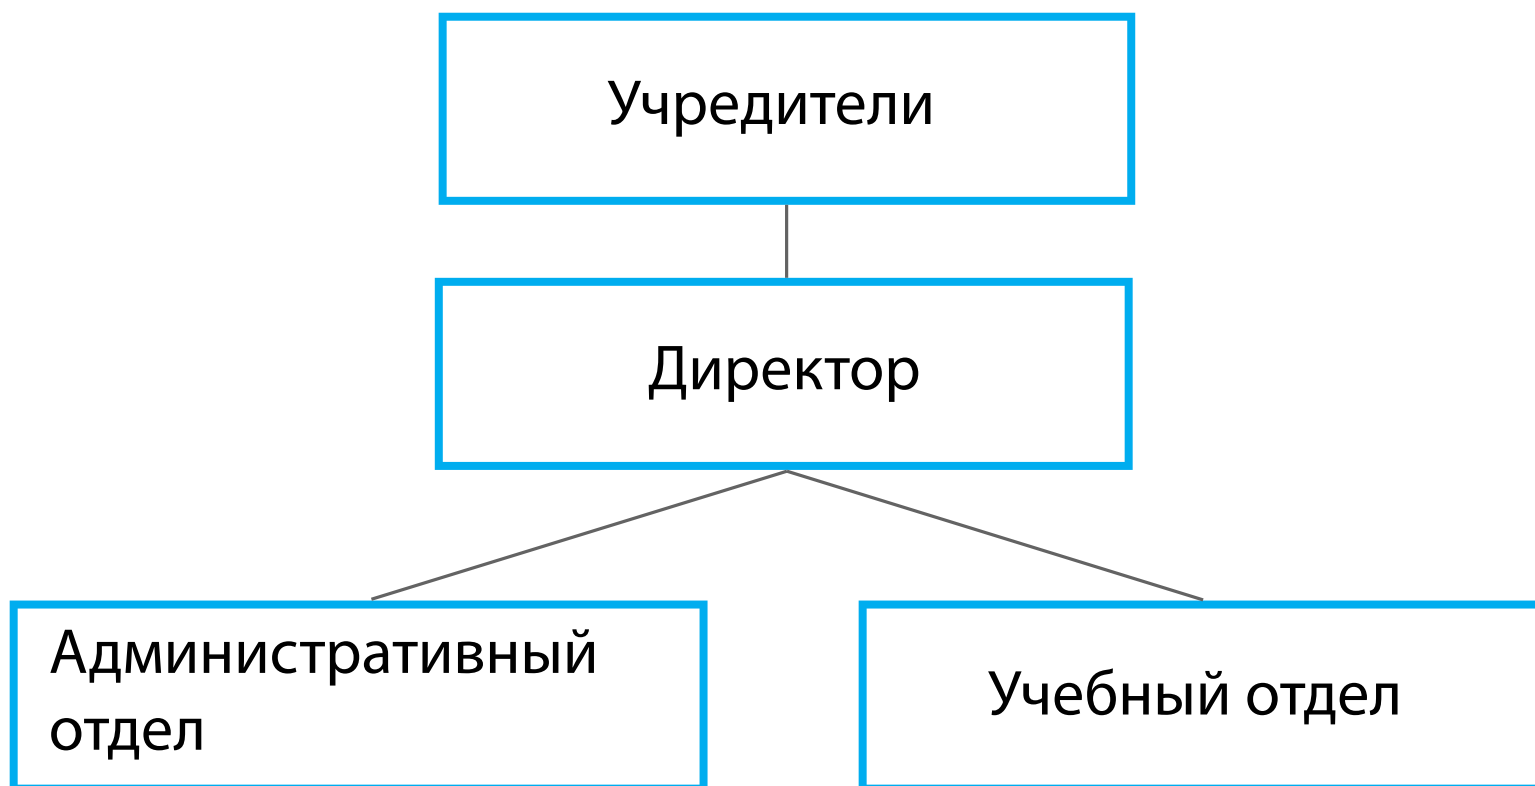 Учредители
Директор
Административный
отдел
Учебный отдел